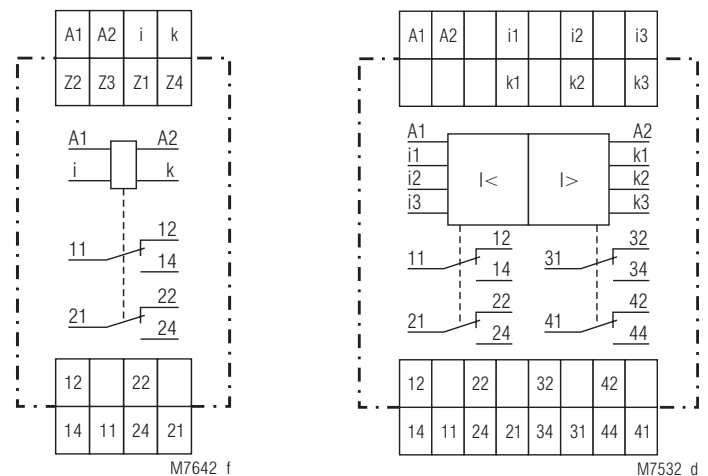 A1 A2 i k
Z2 Z3 Z1 Z4
A1 A2
i k
11 12
14
21 22
24
12 22
14 11 24 21
M7642_f
A1 A2 i1 i2 i3
k1 k2 k3
A1 A2
i1 k1
i2 I< I> k2
i3 k3
11 12 31 32
14 34
21 22 41 42
24 44
12 22 32 42
14 11 24 21 34 31 44 41
M7532_d